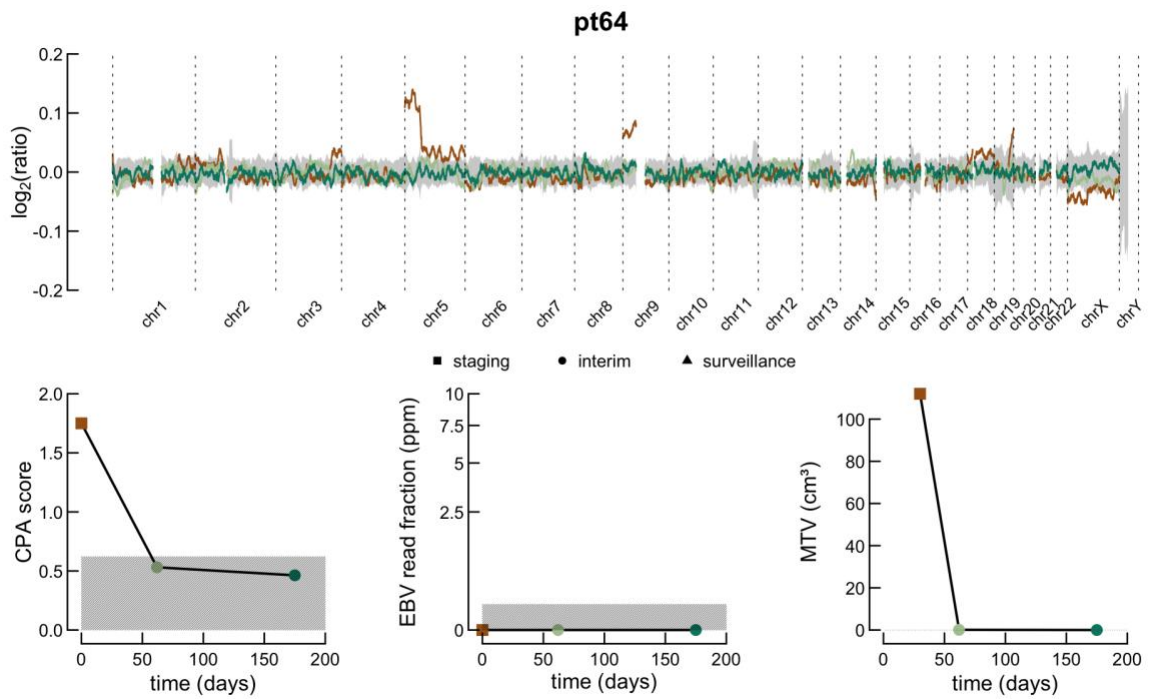 pt64
log2(ratio)
0.2
0.1
0.0
-0.1
-0.2
chr1 chr2 chr3 chr4 chr5 chr6 chr7 chr8 chr9 chr10 chr11 chr12 chr13 chr14 chr15 chr16 chr17 chr18 chr19 chr20 chr21 chr22 chrX chrY
staging interim surveillance
CPA score
2.0
1.5
1.0
0.5
0.0
0 50 100 150 200
time (days)
EBV read fraction (ppm)
10
7.5
5
2.5
0
0 50 100 150 200
time (days)
MTV (cm³)
100
80
60
40
20
0
0 50 100 150 200
time (days)